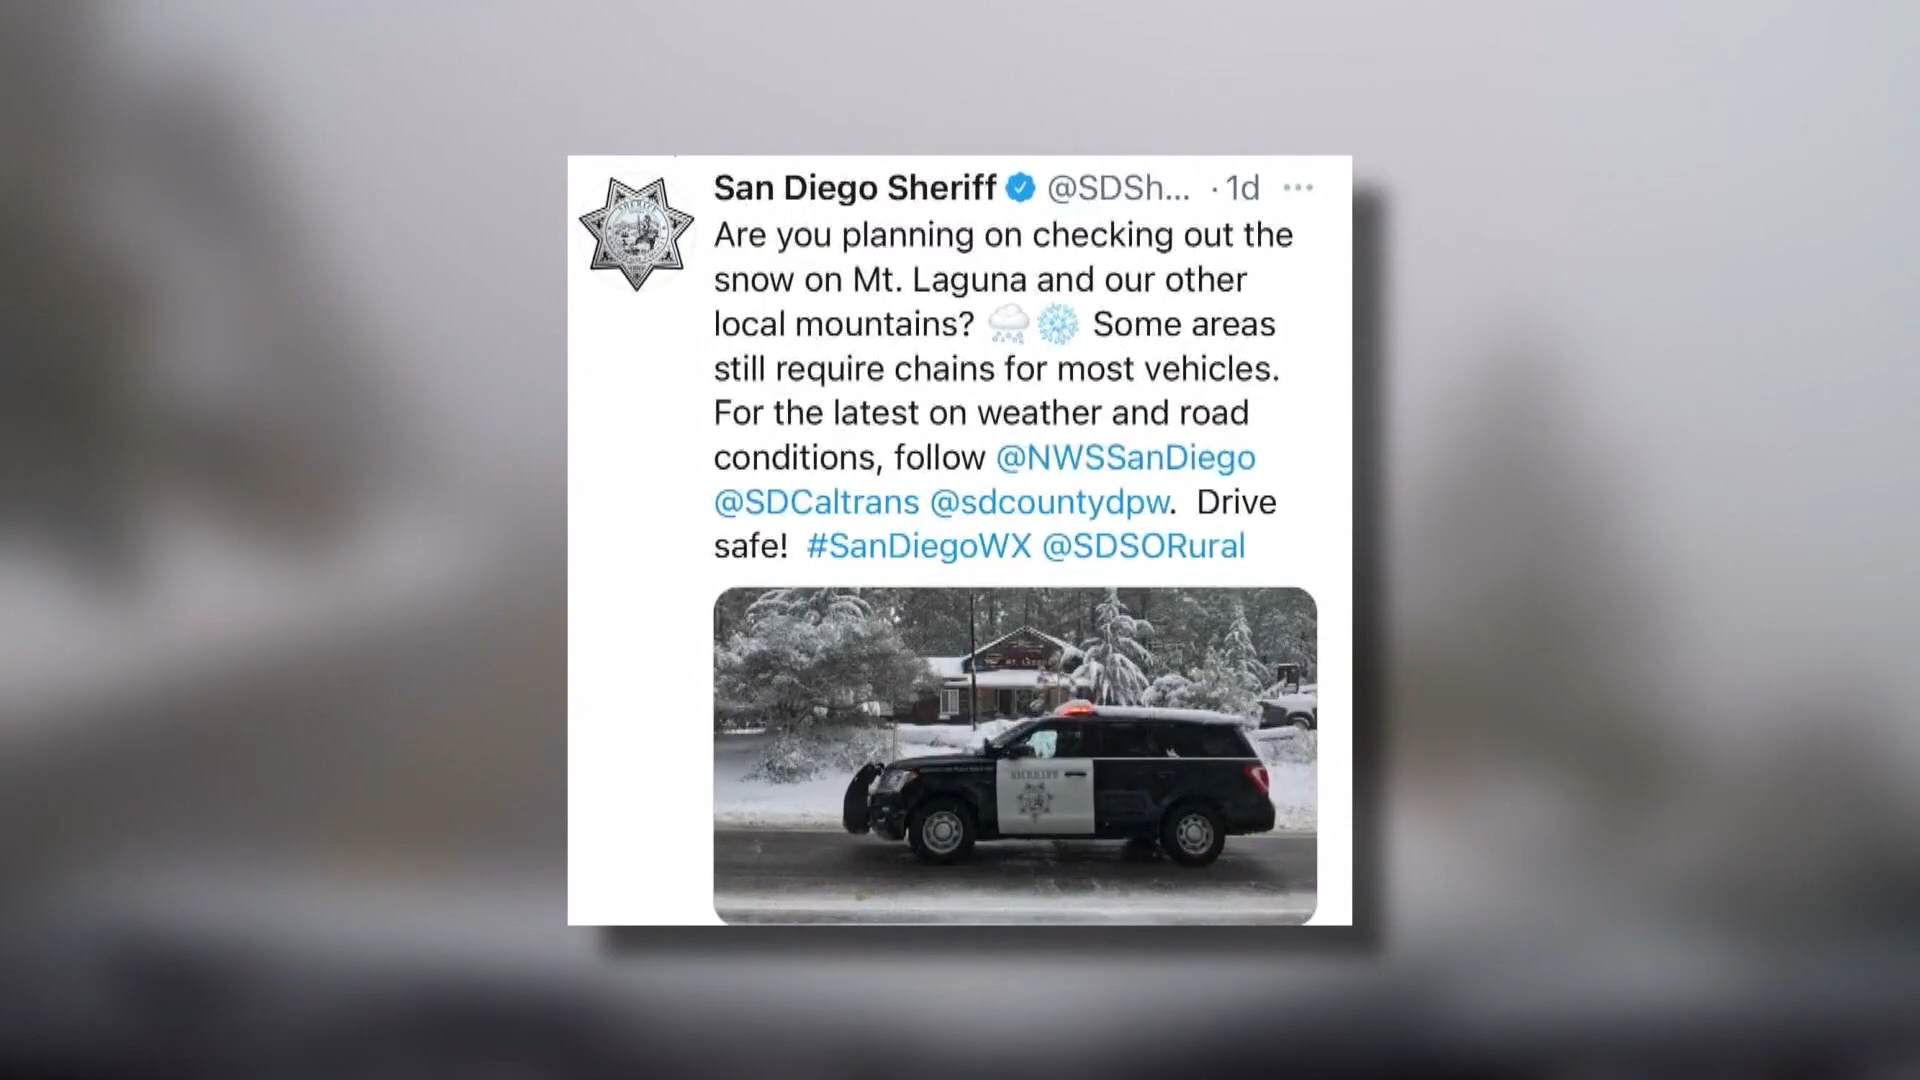 San Diego Sheriff @SDSh... · 1d ...
Are you planning on checking out the
snow on Mt. Laguna and our other
local mountains? 🌨️❄️ Some areas
still require chains for most vehicles.
For the latest on weather and road
conditions, follow @NWSSanDiego
@SDCaltrans @sdcountydpw. Drive
safe! #SanDiegoWX @SDSORural
SHERIFF
SHERIFF